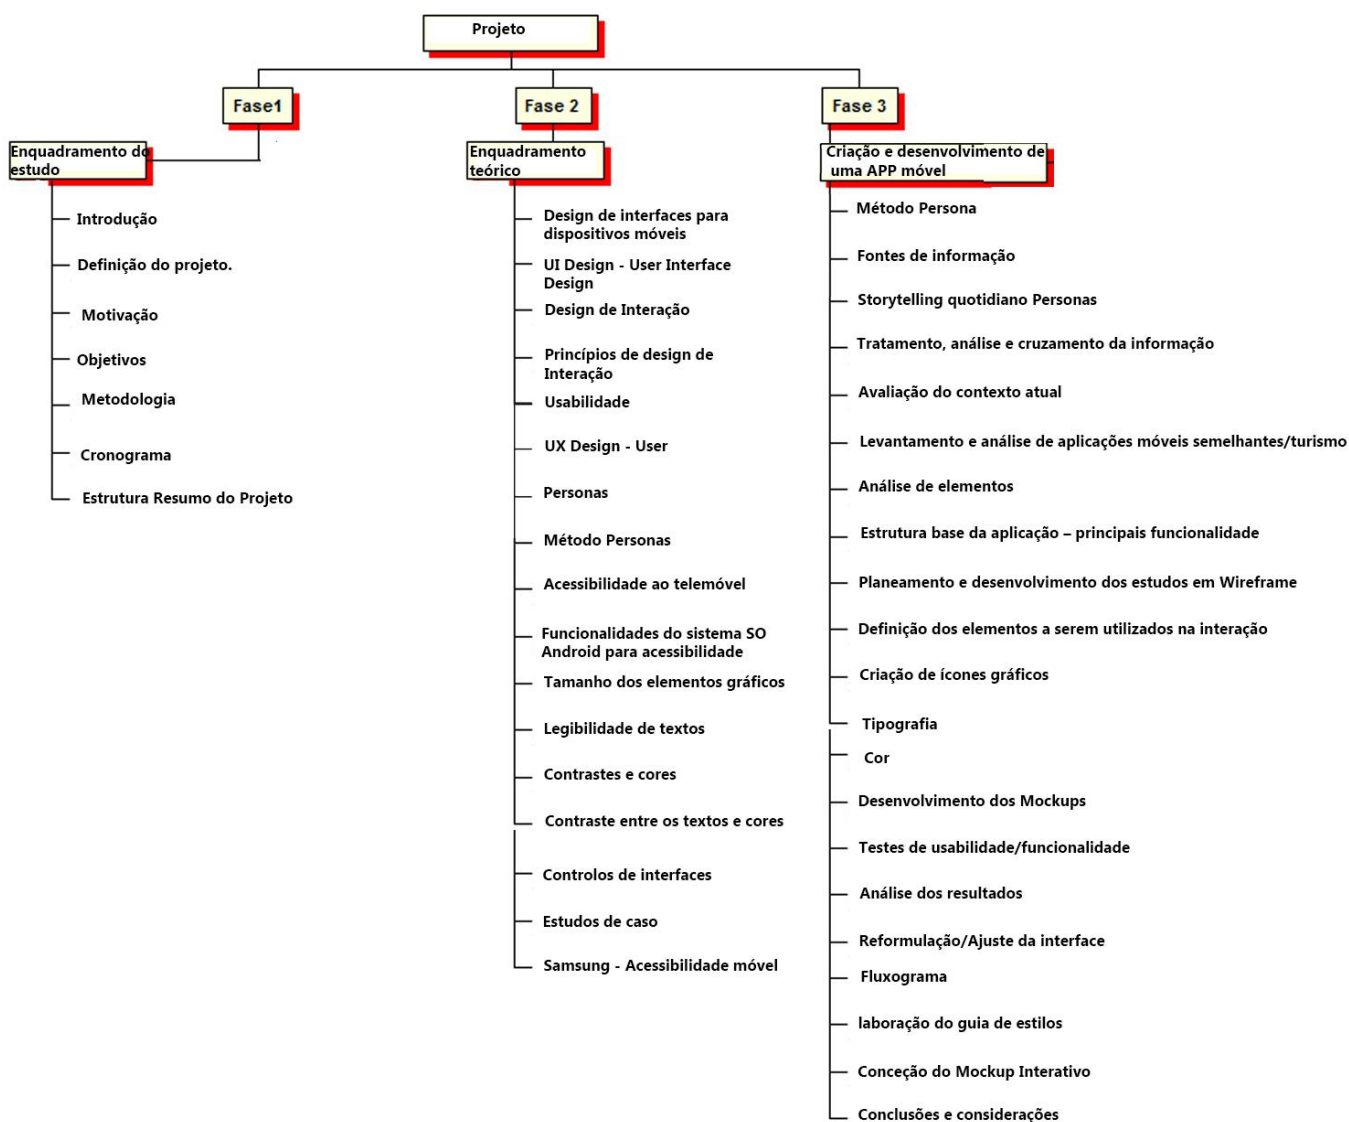 Projeto
Fase1
Fase 2
Fase 3
Enquadramento do
estudo
Introdução
Definição do projeto.
Motivação
Objetivos
Metodologia
Cronograma
Estrutura Resumo do Projeto
Enquadramento
teórico
Design de interfaces para
dispositivos móveis
UI Design - User Interface
Design
Design de Interação
Princípios de design de
Interação
Usabilidade
UX Design - User
Personas
Método Personas
Acessibilidade ao telemóvel
Funcionalidades do sistema SO
Android para acessibilidade
Tamanho dos elementos gráficos
Legibilidade de textos
Contrastes e cores
Contraste entre os textos e cores
Controlos de interfaces
Estudos de caso
Samsung - Acessibilidade móvel
Criação e desenvolvimento de
uma APP móvel
Método Persona
Fontes de informação
Storytelling quotidiano Personas
Tratamento, análise e cruzamento da informação
Avaliação do contexto atual
Levantamento e análise de aplicações móveis semelhantes/turismo
Análise de elementos
Estrutura base da aplicação – principais funcionalidade
Planeamento e desenvolvimento dos estudos em Wireframe
Definição dos elementos a serem utilizados na interação
Criação de ícones gráficos
Tipografia
Cor
Desenvolvimento dos Mockups
Testes de usabilidade/funcionalidade
Análise dos resultados
Reformulação/Ajuste da interface
Fluxograma
laboração do guia de estilos
Conceção do Mockup Interativo
Conclusões e considerações